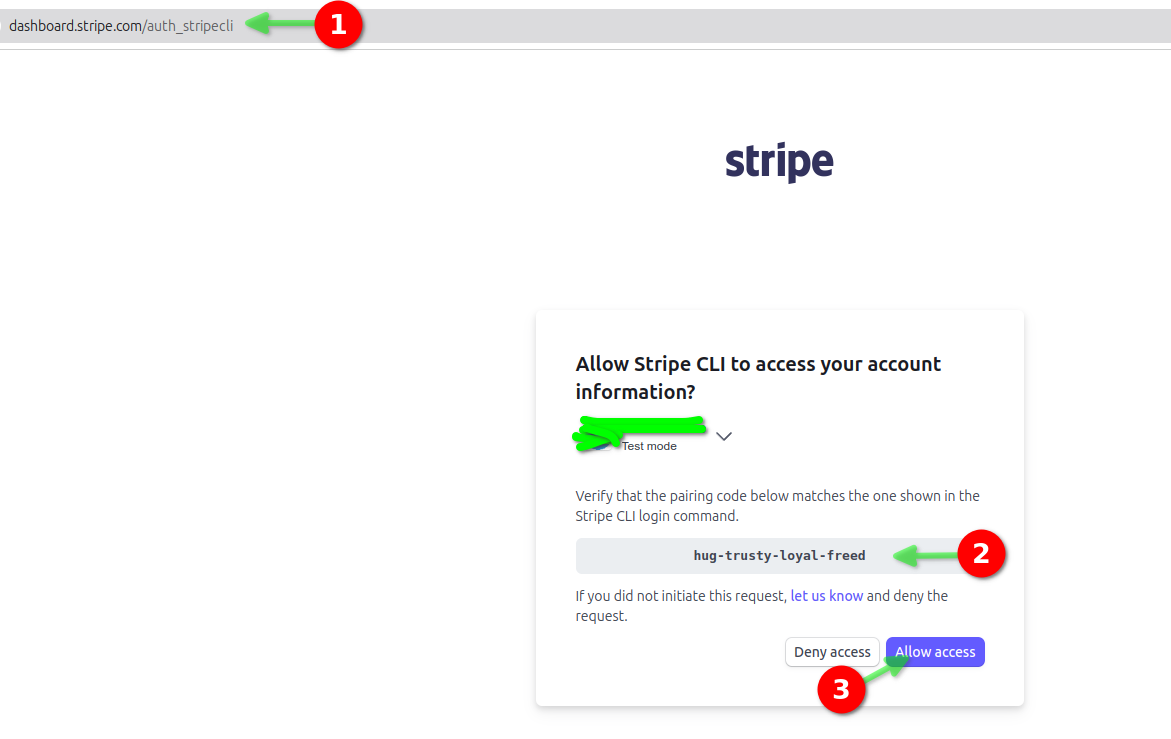 dashboard.stripe.com/auth_stripecli
1
stripe
Allow Stripe CLI to access your account
information?
Test mode
Verify that the pairing code below matches the one shown in the
Stripe CLI login command.
hug-trusty-loyal-freed
2
If you did not initiate this request, let us know and deny the
request.
Deny access
Allow access
3